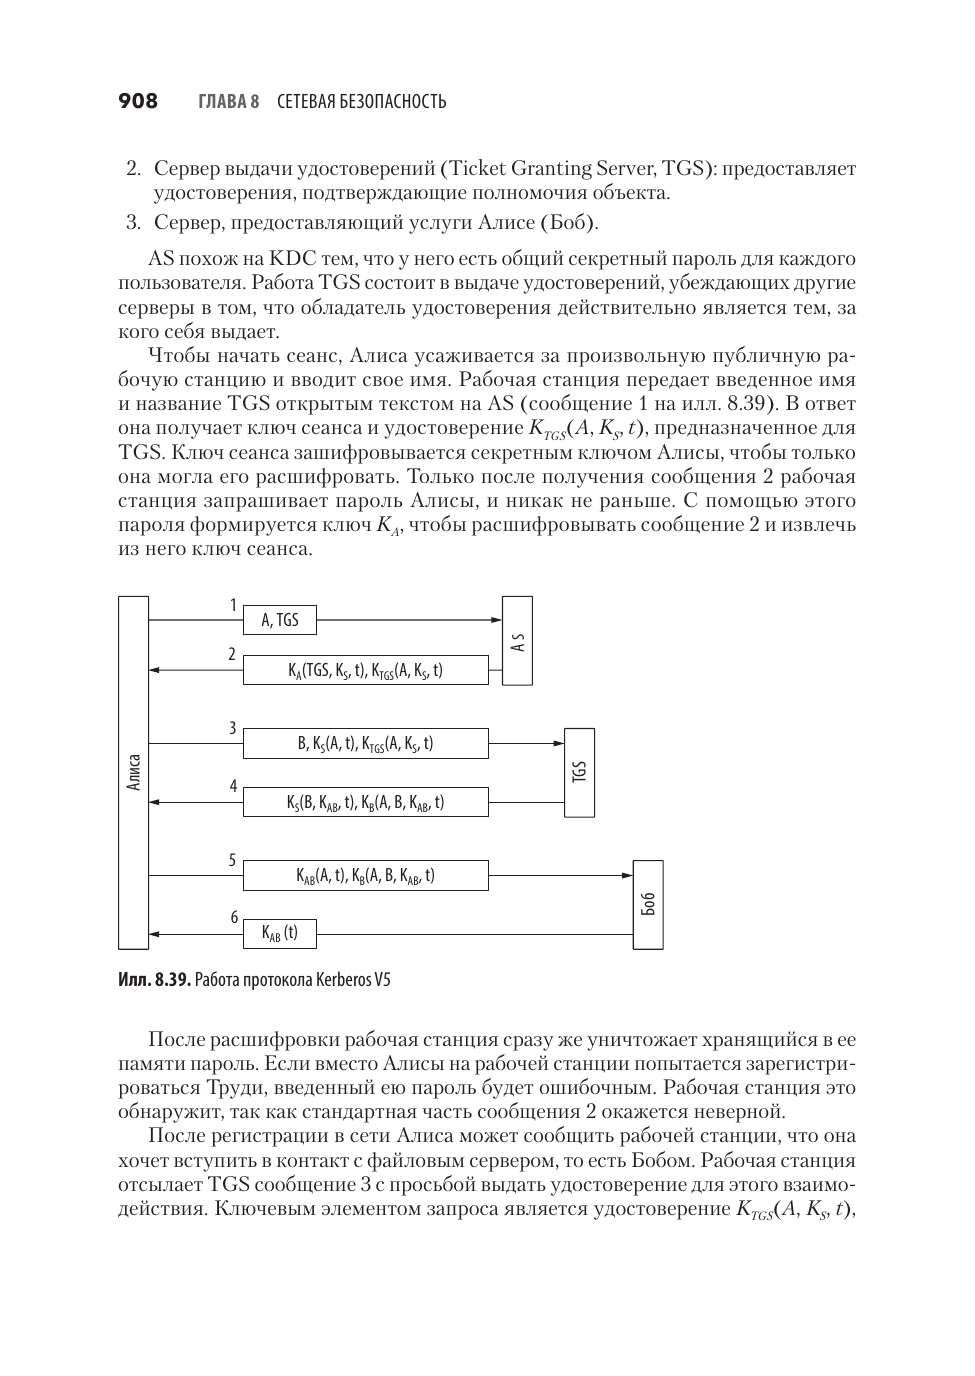 908 ГЛАВА 8 СЕТЕВАЯ БЕЗОПАСНОСТЬ
2. Сервер выдачи удостоверений (Ticket Granting Server, TGS): предоставляет
удостоверения, подтверждающие полномочия объекта.
3. Сервер, предоставляющий услуги Алисе (Боб).
AS похож на KDC тем, что у него есть общий секретный пароль для каждого
пользователя. Работа TGS состоит в выдаче удостоверений, убеждающих другие
серверы в том, что обладатель удостоверения действительно является тем, за
кого себя выдает.
Чтобы начать сеанс, Алиса усаживается за произвольную публичную ра-
бочую станцию и вводит свое имя. Рабочая станция передает введенное имя
и название TGS открытым текстом на AS (сообщение 1 на илл. 8.39). В ответ
она получает ключ сеанса и удостоверение K_TGS(A, K_S, t), предназначенное для
TGS. Ключ сеанса зашифровывается секретным ключом Алисы, чтобы только
она могла его расшифровать. Только после получения сообщения 2 рабочая
станция запрашивает пароль Алисы, и никак не раньше. С помощью этого
пароля формируется ключ K_A, чтобы расшифровывать сообщение 2 и извлечь
из него ключ сеанса.
Алиса
1
A, TGS
A S
2
K_A(TGS, K_S, t), K_TGS(A, K_S, t)
3
B, K_S(A, t), K_TGS(A, K_S, t)
TGS
4
K_S(B, K_AB, t), K_B(A, B, K_AB, t)
5
K_AB(A, t), K_B(A, B, K_AB, t)
Боб
6
K_AB (t)
Илл. 8.39. Работа протокола Kerberos V5
После расшифровки рабочая станция сразу же уничтожает хранящийся в ее
памяти пароль. Если вместо Алисы на рабочей станции попытается зарегистри-
роваться Труди, введенный ею пароль будет ошибочным. Рабочая станция это
обнаружит, так как стандартная часть сообщения 2 окажется неверной.
После регистрации в сети Алиса может сообщить рабочей станции, что она
хочет вступить в контакт с файловым сервером, то есть Бобом. Рабочая станция
отсылает TGS сообщение 3 с просьбой выдать удостоверение для этого взаимо-
действия. Ключевым элементом запроса является удостоверение K_TGS(A, K_S, t),